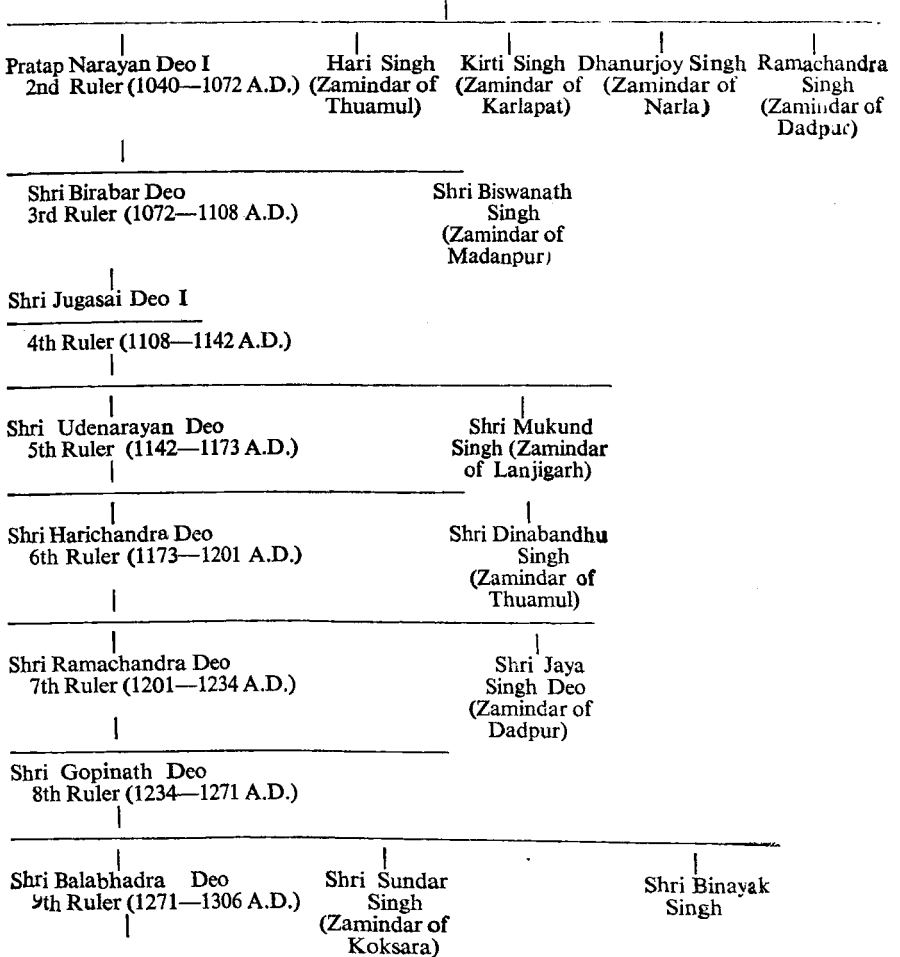 Pratap Narayan Deo I
2nd Ruler (1040—1072 A.D.)
Hari Singh
(Zamindar of
Thuamul)
Kirti Singh
(Zamindar of
Karlapat)
Dhanurjoy Singh
(Zamindar of
Narla)
Ramachandra
Singh
(Zamindar of
Dadpur)
Shri Birabar Deo
3rd Ruler (1072—1108 A.D.)
Shri Biswanath
Singh
(Zamindar of
Madanpur)
Shri Jugasai Deo I
4th Ruler (1108—1142 A.D.)
Shri Udenarayan Deo
5th Ruler (1142—1173 A.D.)
Shri Mukund
Singh (Zamindar
of Lanjigarh)
Shri Harichandra Deo
6th Ruler (1173—1201 A.D.)
Shri Dinabandhu
Singh
(Zamindar of
Thuamul)
Shri Ramachandra Deo
7th Ruler (1201—1234 A.D.)
Shri Jaya
Singh Deo
(Zamindar of
Dadpur)
Shri Gopinath Deo
8th Ruler (1234—1271 A.D.)
Shri Balabhadra Deo
9th Ruler (1271—1306 A.D.)
Shri Sundar
Singh
(Zamindar of
Koksara)
Shri Binayak
Singh